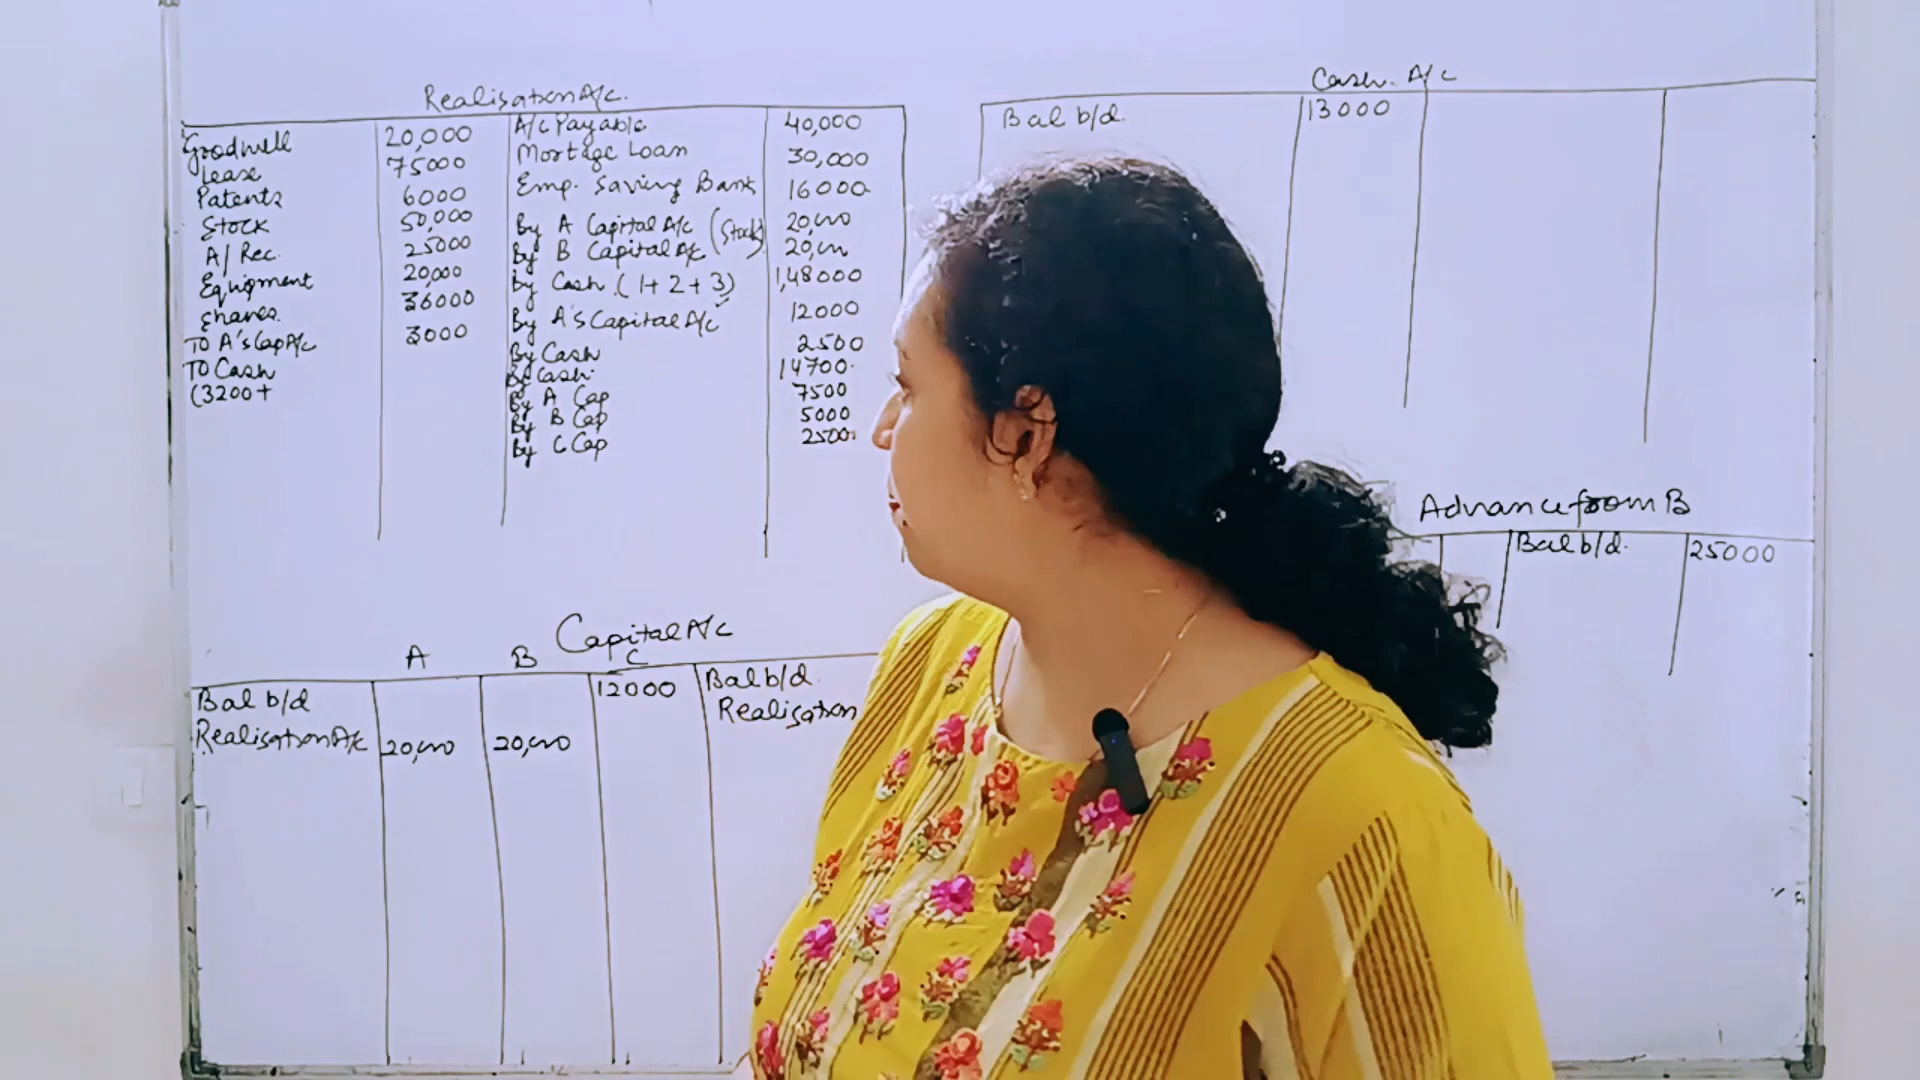 Realisation A/c.
Goodwill 20,000 A/c Payable 40,000
Lease 75000 Mortage Loan 30,000
Patents 6000 Emp. Saving Bank 16000
Stock 50,000 By A Capital A/c (Stock) 20,000
A/Rec. 25000 By B Capital A/c 20,000
Equipment 20,000 By Cash (1+2+3) 1,48000
Shares. 36000 By A's Capital A/c 12000
To A's Cap A/c 3000 By Cash 2500
To Cash By Cash 14700
(3200+ By A Cap 7500
By B Cap 5000
By C Cap 2500
Cash A/c
Bal b/d. 13000
Advance from B
Bal b/d. 25000
Capital A/c
A B C
Bal b/d 12000 Bal b/d.
Realisation A/c 20,000 20,000 Realisation